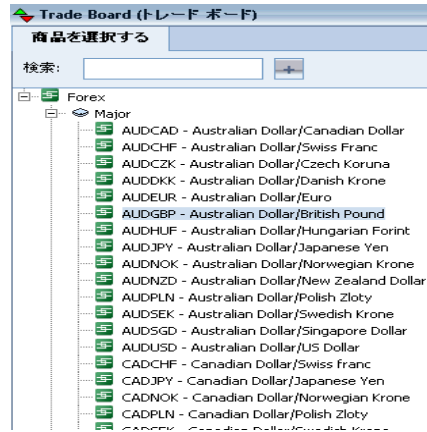 Trade Board (トレード ボード)
商品を選択する
検索:
Forex
Major
AUDCAD - Australian Dollar/Canadian Dollar
AUDCHF - Australian Dollar/Swiss Franc
AUDCZK - Australian Dollar/Czech Koruna
AUDDKK - Australian Dollar/Danish Krone
AUDEUR - Australian Dollar/Euro
AUDGBP - Australian Dollar/British Pound
AUDHUF - Australian Dollar/Hungarian Forint
AUDJPY - Australian Dollar/Japanese Yen
AUDNOK - Australian Dollar/Norwegian Krone
AUDNZD - Australian Dollar/New Zealand Dollar
AUDPLN - Australian Dollar/Polish Zloty
AUDSEK - Australian Dollar/Swedish Krone
AUDSGD - Australian Dollar/Singapore Dollar
AUDUSD - Australian Dollar/US Dollar
CADCHF - Canadian Dollar/Swiss franc
CADJPY - Canadian Dollar/Japanese Yen
CADNOK - Canadian Dollar/Norwegian Krone
CADPLN - Canadian Dollar/Polish Zloty
CADSEK - Canadian Dollar/Swedish Krone